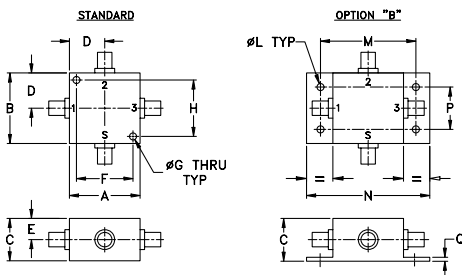 STANDARD
OPTION "B"
D
2
D
B
1
3
H
S
F
A
ØG THRU
TYP
ØL TYP
M
2
1
3
P
S
=
=
N
E
C
C
Q